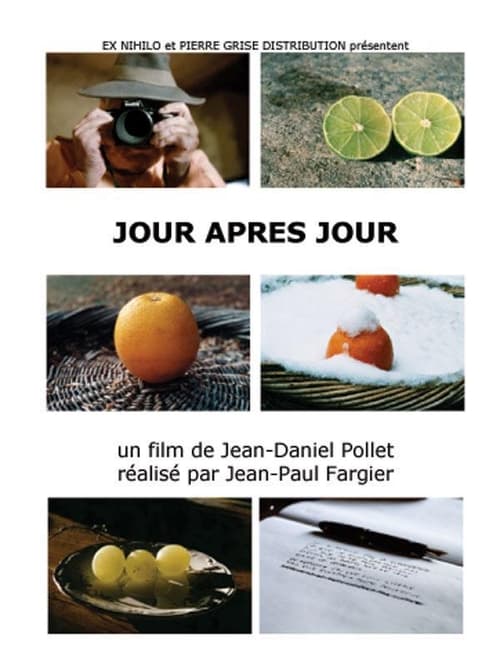 EX NIHILO et PIERRE GRISE DISTRIBUTION présentent
JOUR APRES JOUR
un film de Jean-Daniel Pollet
réalisé par Jean-Paul Fargier